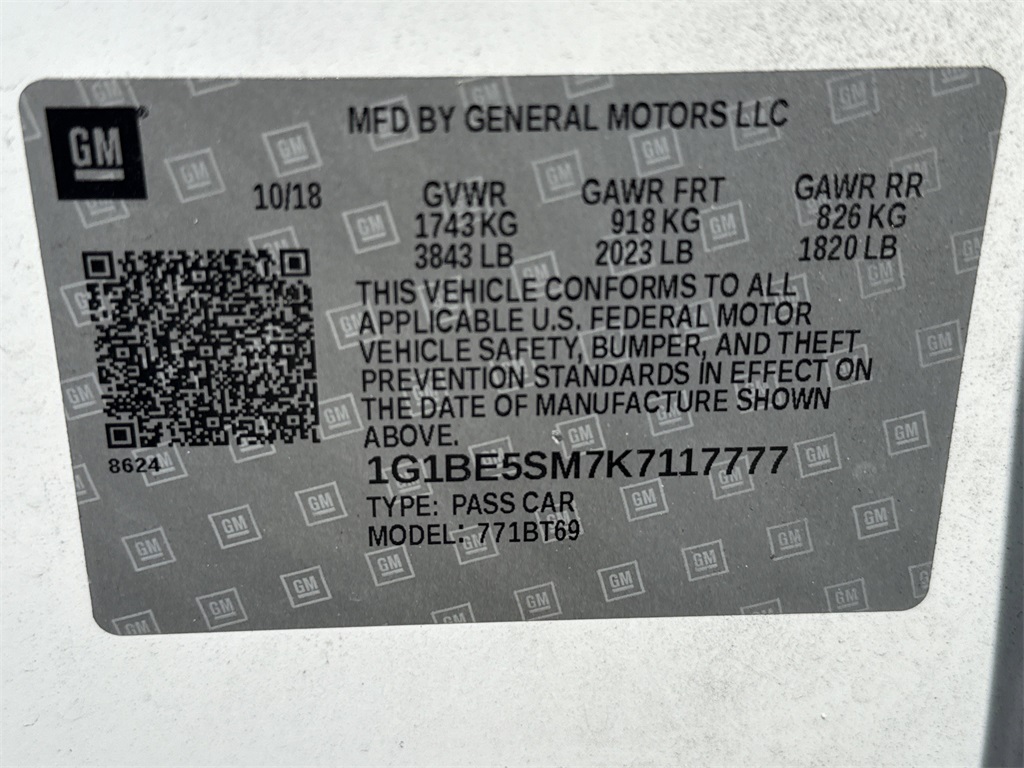 GM
MFD BY GENERAL MOTORS LLC
10/18
GVWR
1743 KG
3843 LB
GAWR FRT
918 KG
2023 LB
GAWR RR
826 KG
1820 LB
THIS VEHICLE CONFORMS TO ALL
APPLICABLE U.S. FEDERAL MOTOR
VEHICLE SAFETY, BUMPER, AND THEFT
PREVENTION STANDARDS IN EFFECT ON
THE DATE OF MANUFACTURE SHOWN
ABOVE.
8624
1G1BE5SM7K7117777
TYPE: PASS CAR
MODEL: 771BT69